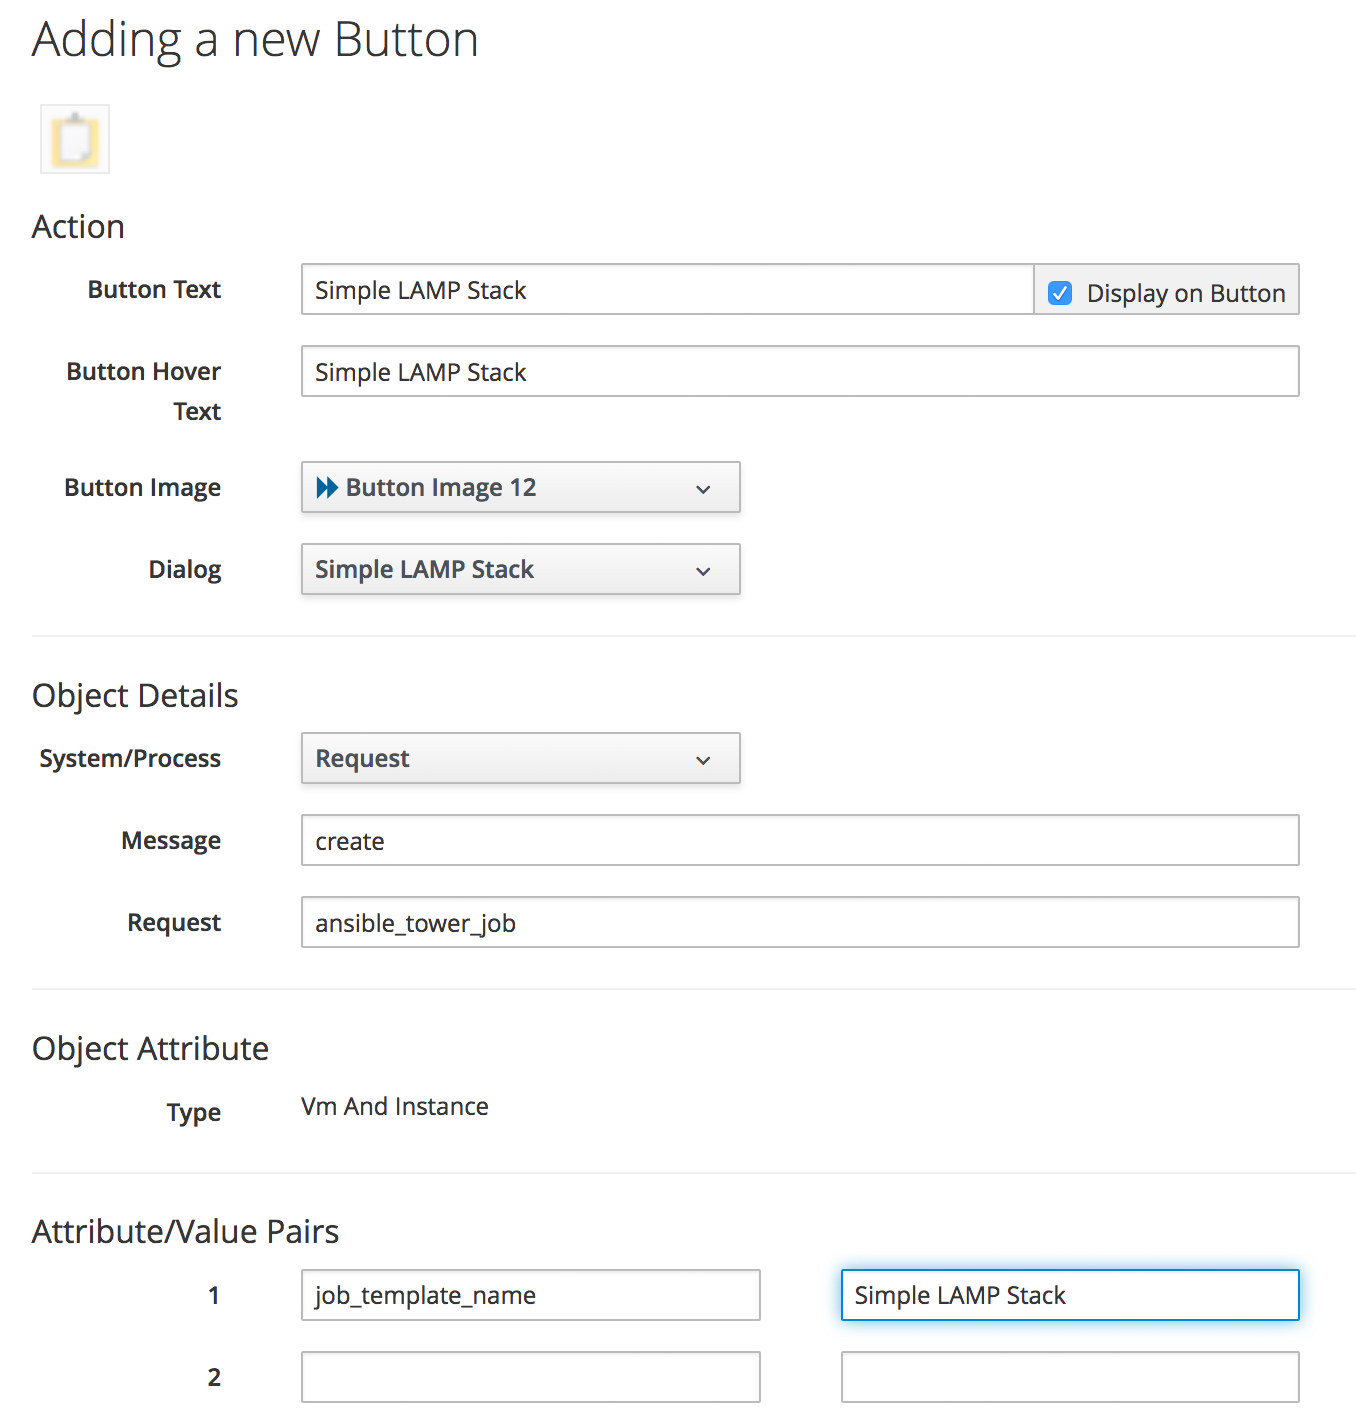 Adding a new Button
Action
Button Text
Simple LAMP Stack
Display on Button
Button Hover
Text
Simple LAMP Stack
Button Image
Button Image 12
Dialog
Simple LAMP Stack
Object Details
System/Process
Request
Message
create
Request
ansible_tower_job
Object Attribute
Type
Vm And Instance
Attribute/Value Pairs
1
job_template_name
Simple LAMP Stack
2